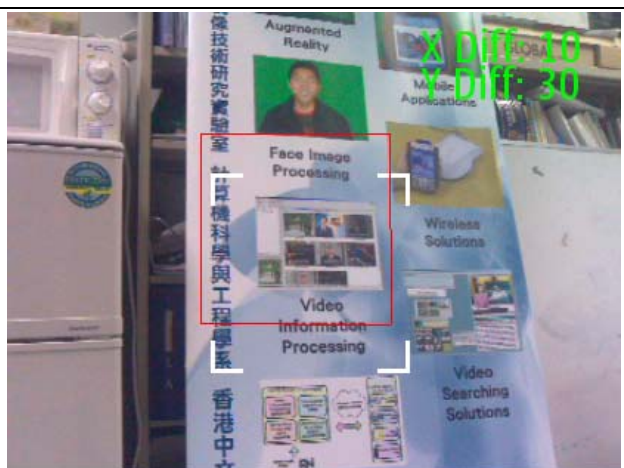 X Diff: 10
Y Diff: 30
GLOBA
Augmented
Reality
Mobile
Applications
Face Image
Processing
Wireless
Solutions
Video
Information
Processing
Video
Searching
Solutions
像技術研究實驗室
計算機科學與工程學系
香港中文